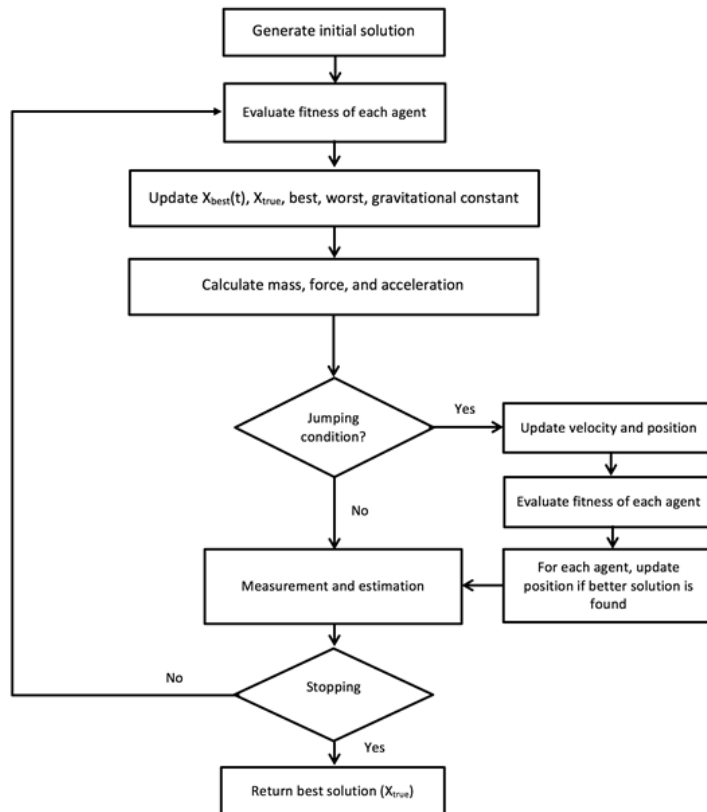 Generate initial solution
Evaluate fitness of each agent
Update Xbest(t), Xtrue, best, worst, gravitational constant
Calculate mass, force, and acceleration
Jumping
condition?
Yes
Update velocity and position
Evaluate fitness of each agent
For each agent, update
position if better solution is
found
No
Measurement and estimation
Stopping
No
Yes
Return best solution (Xtrue)